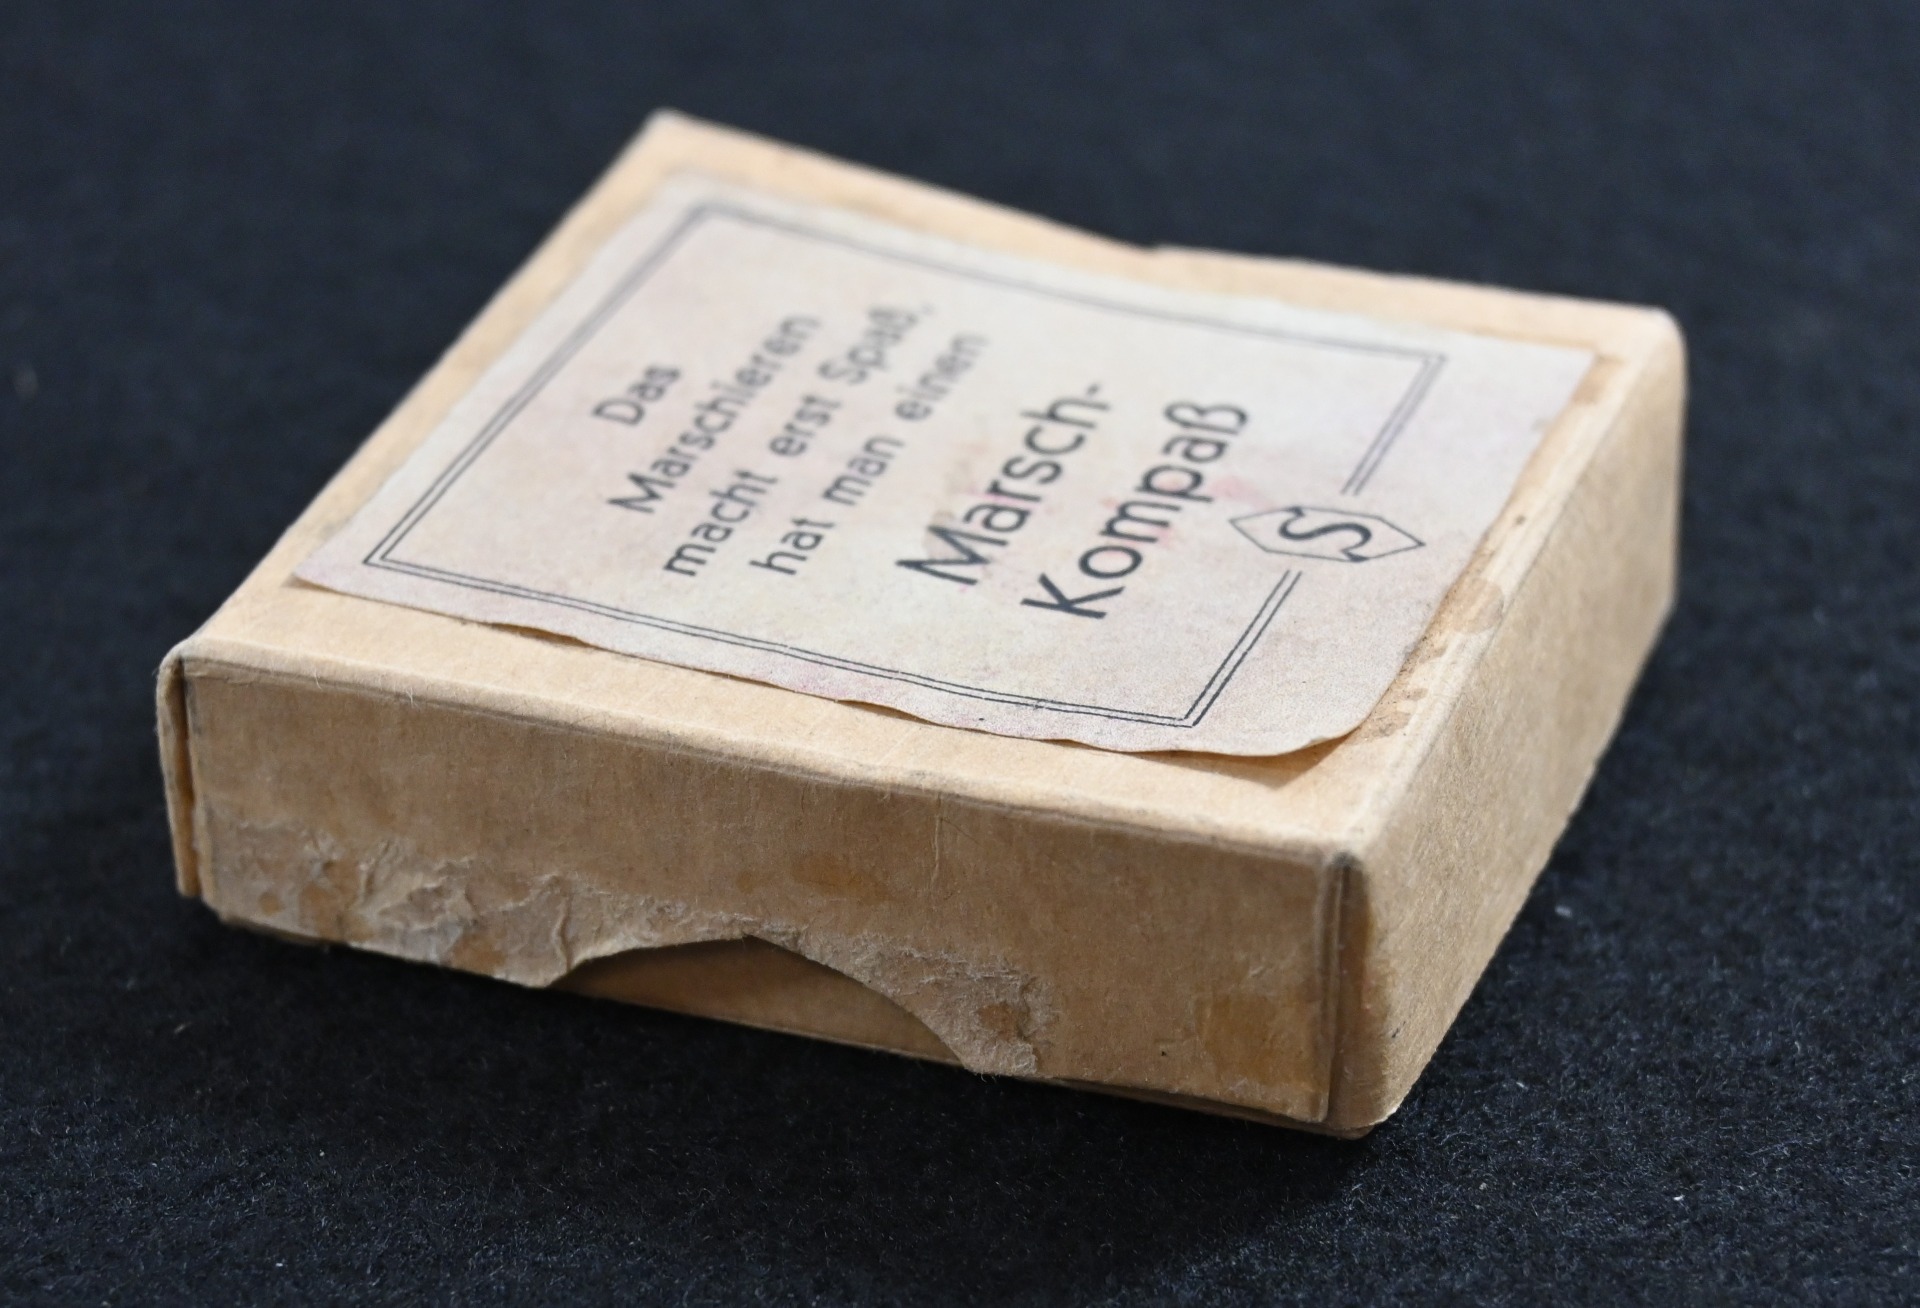 Das
Marschieren
macht erst Spaß,
hat man einen
Marsch-
Kompaß
S